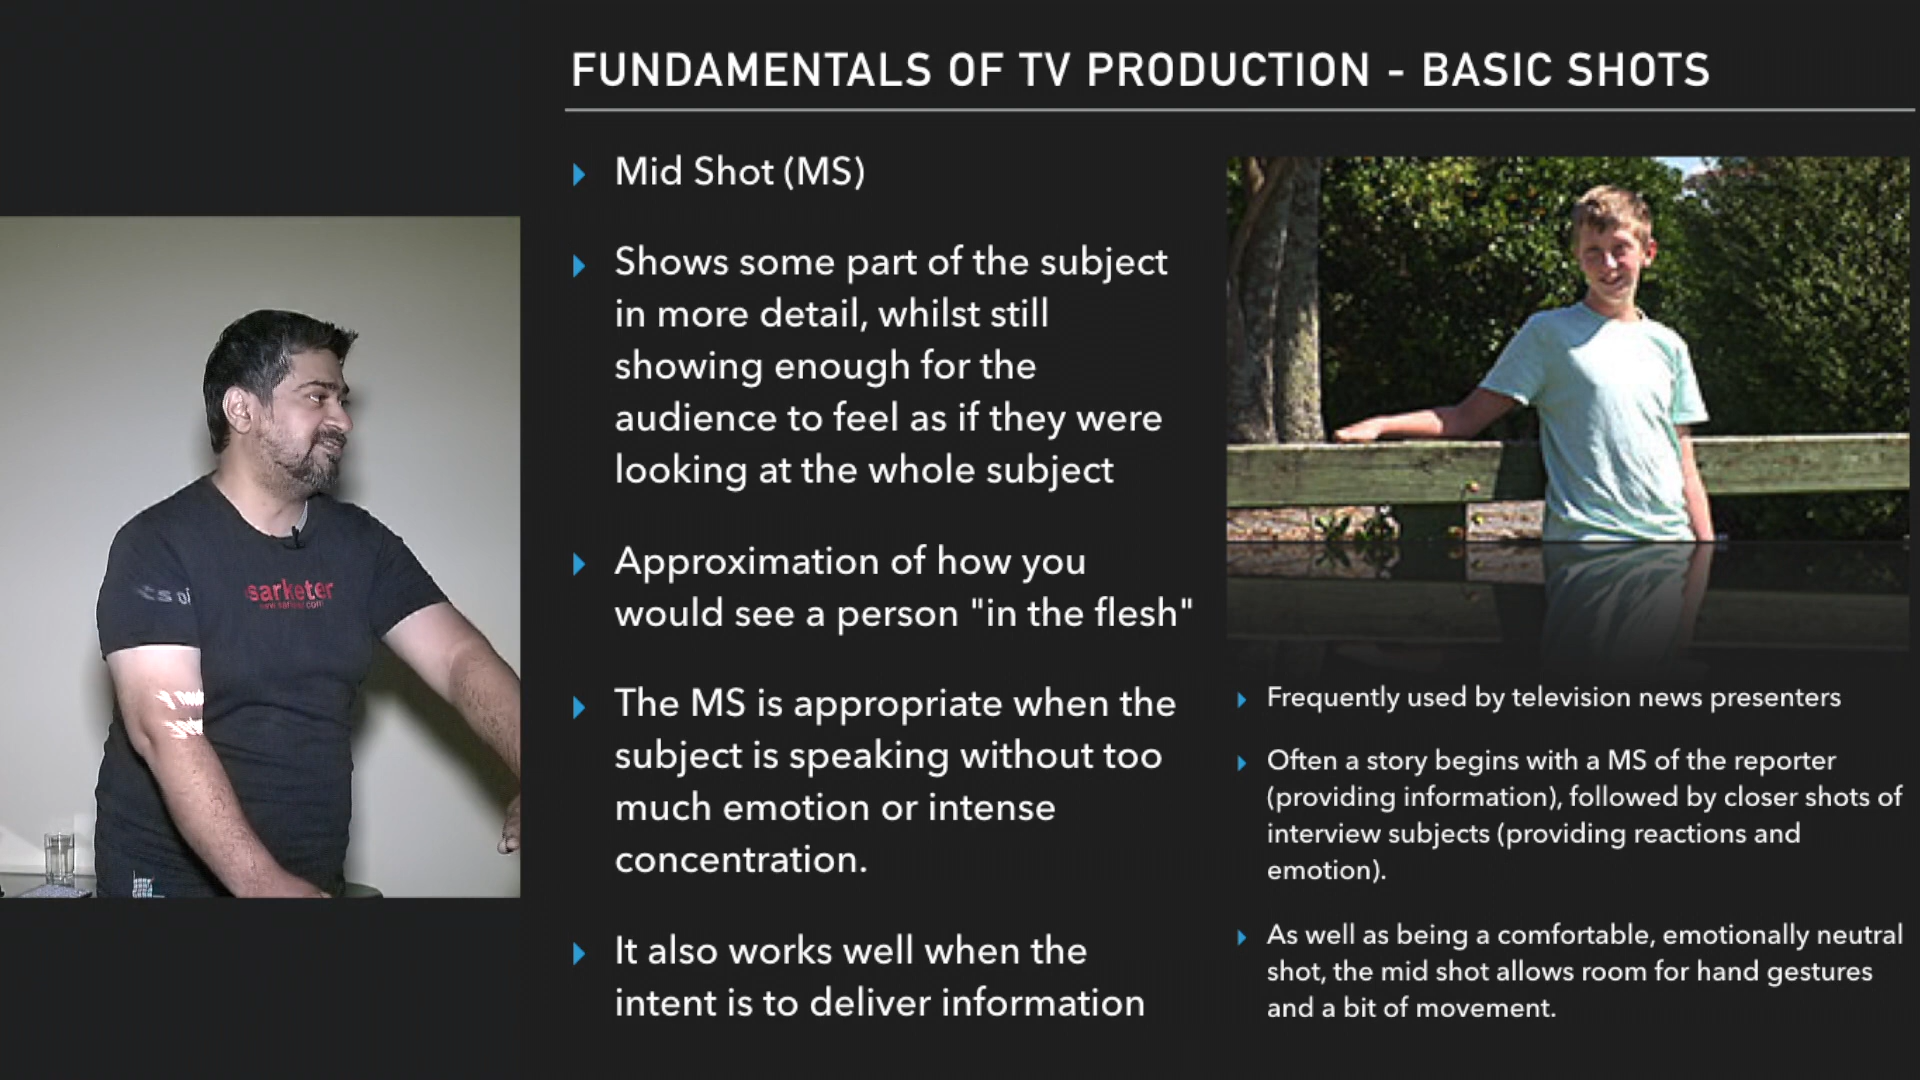 FUNDAMENTALS OF TV PRODUCTION - BASIC SHOTS
Mid Shot (MS)
Shows some part of the subject
in more detail, whilst still
showing enough for the
audience to feel as if they were
looking at the whole subject
Approximation of how you
would see a person "in the flesh"
The MS is appropriate when the
subject is speaking without too
much emotion or intense
concentration.
It also works well when the
intent is to deliver information
Frequently used by television news presenters
Often a story begins with a MS of the reporter
(providing information), followed by closer shots of
interview subjects (providing reactions and
emotion).
As well as being a comfortable, emotionally neutral
shot, the mid shot allows room for hand gestures
and a bit of movement.
sarketer